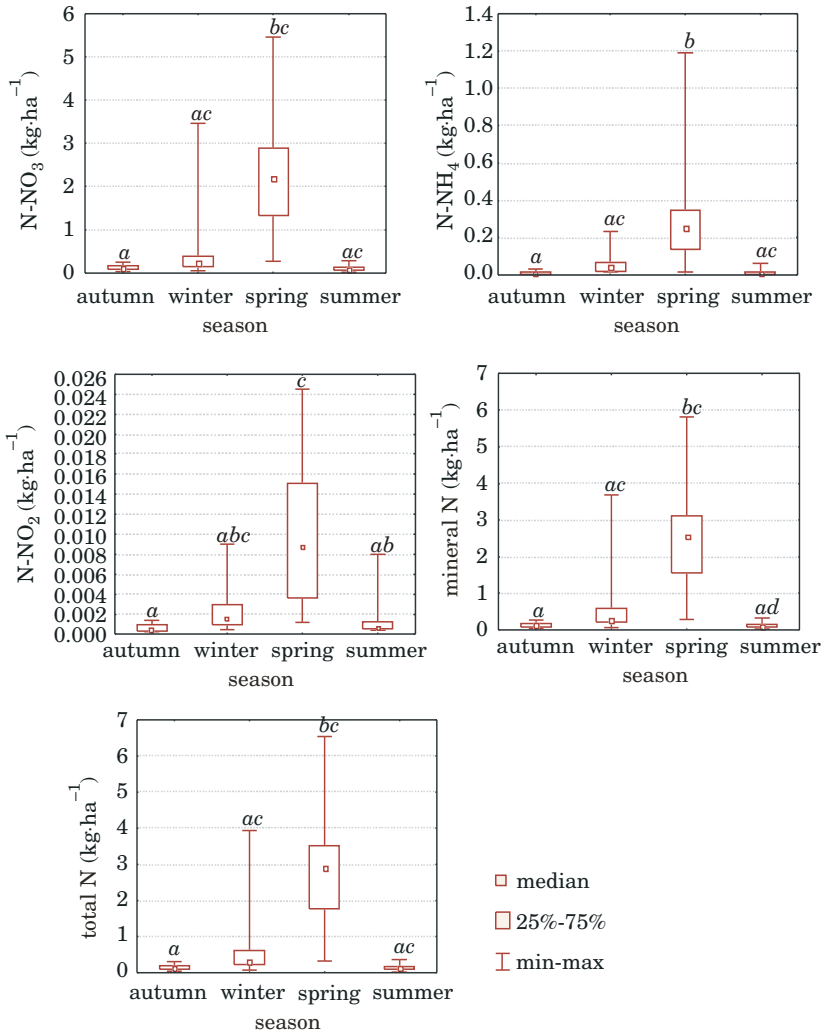 6
5
4
3
2
1
0
N-NO₃ (kg·ha⁻¹)
a
ac
bc
ac
autumn winter spring summer
season
1.4
1.2
1.0
0.8
0.6
0.4
0.2
0.0
N-NH₄ (kg·ha⁻¹)
a
ac
b
ac
autumn winter spring summer
season
0.026
0.024
0.022
0.020
0.018
0.016
0.014
0.012
0.010
0.008
0.006
0.004
0.002
0.000
N-NO₂ (kg·ha⁻¹)
a
abc
c
ab
autumn winter spring summer
season
7
6
5
4
3
2
1
0
mineral N (kg·ha⁻¹)
a
ac
bc
ad
autumn winter spring summer
season
7
6
5
4
3
2
1
0
total N (kg·ha⁻¹)
a
ac
bc
ac
autumn winter spring summer
season
median
25%-75%
min-max